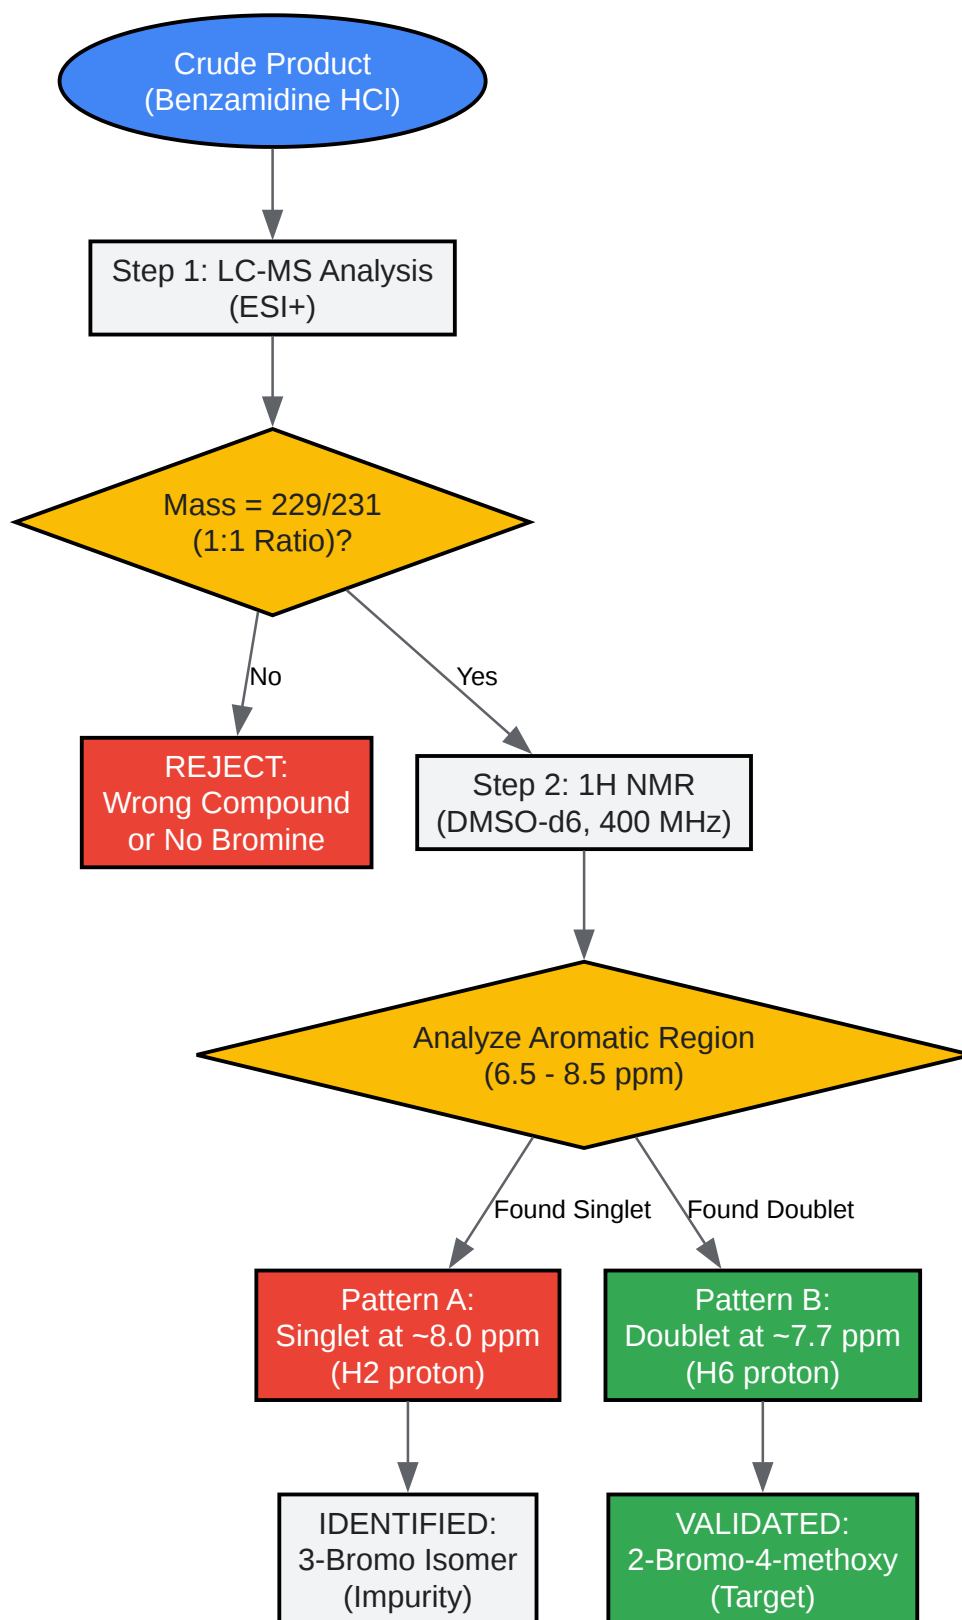 Crude Product
(Benzamidine HCl)
Step 1: LC-MS Analysis
(ESI+)
Mass = 229/231
(1:1 Ratio)?
No
Yes
REJECT:
Wrong Compound
or No Bromine
Step 2: 1H NMR
(DMSO-d6, 400 MHz)
Analyze Aromatic Region
(6.5 - 8.5 ppm)
Found Singlet
Found Doublet
Pattern A:
Singlet at ~8.0 ppm
(H2 proton)
Pattern B:
Doublet at ~7.7 ppm
(H6 proton)
IDENTIFIED:
3-Bromo Isomer
(Impurity)
VALIDATED:
2-Bromo-4-methoxy
(Target)